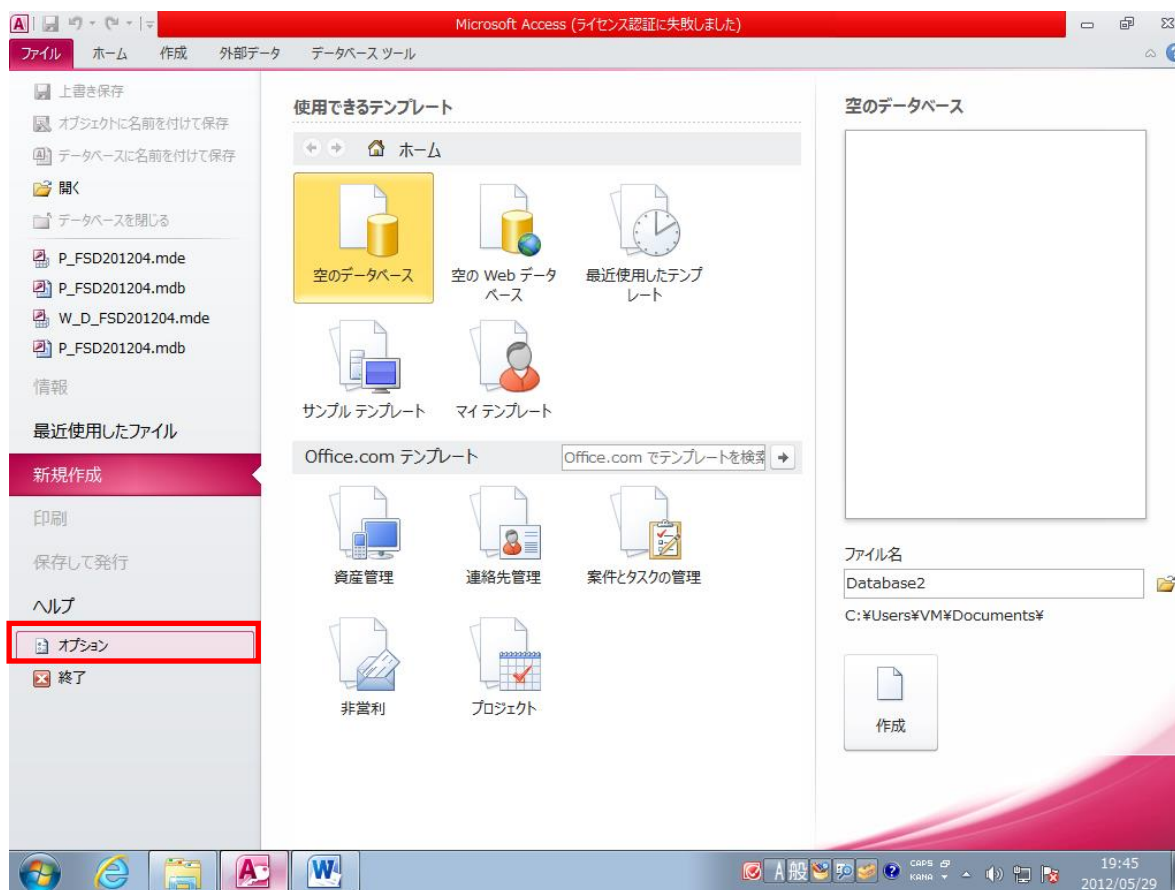 Microsoft Access (ライセンス認証に失敗しました)
ファイル ホーム 作成 外部データ データベース ツール
上書き保存
オブジェクトに名前を付けて保存
データベースに名前を付けて保存
開く
データベースを閉じる
P_FSD201204.mde
P_FSD201204.mdb
W_D_FSD201204.mde
P_FSD201204.mdb
情報
最近使用したファイル
新規作成
印刷
保存して発行
ヘルプ
オプション
終了
使用できるテンプレート
ホーム
空のデータベース
空の Web データ
ベース
最近使用したテンプ
レート
サンプル テンプレート
マイ テンプレート
Office.com テンプレート
Office.com でテンプレートを検索
資産管理
連絡先管理
案件とタスクの管理
非営利
プロジェクト
空のデータベース
ファイル名
Database2
C:¥Users¥VM¥Documents¥
作成
A 般
CAPS
KANA
19:45
2012/05/29